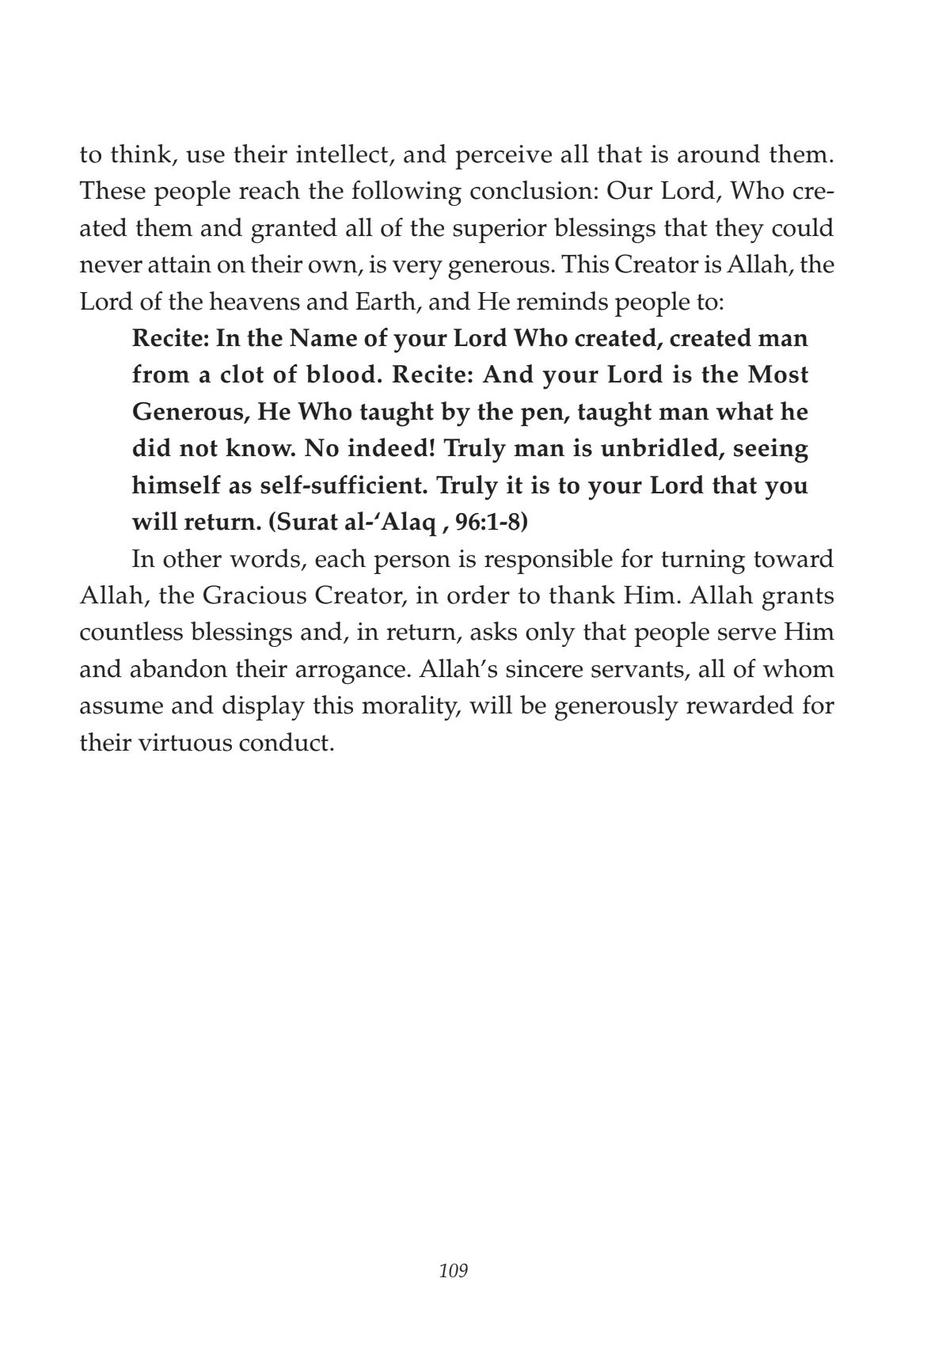 to think, use their intellect, and perceive all that is around them.
These people reach the following conclusion: Our Lord, Who cre-
ated them and granted all of the superior blessings that they could
never attain on their own, is very generous. This Creator is Allah, the
Lord of the heavens and Earth, and He reminds people to:
Recite: In the Name of your Lord Who created, created man
from a clot of blood. Recite: And your Lord is the Most
Generous, He Who taught by the pen, taught man what he
did not know. No indeed! Truly man is unbridled, seeing
himself as self-sufficient. Truly it is to your Lord that you
will return. (Surat al-‘Alaq , 96:1-8)
In other words, each person is responsible for turning toward
Allah, the Gracious Creator, in order to thank Him. Allah grants
countless blessings and, in return, asks only that people serve Him
and abandon their arrogance. Allah’s sincere servants, all of whom
assume and display this morality, will be generously rewarded for
their virtuous conduct.
109